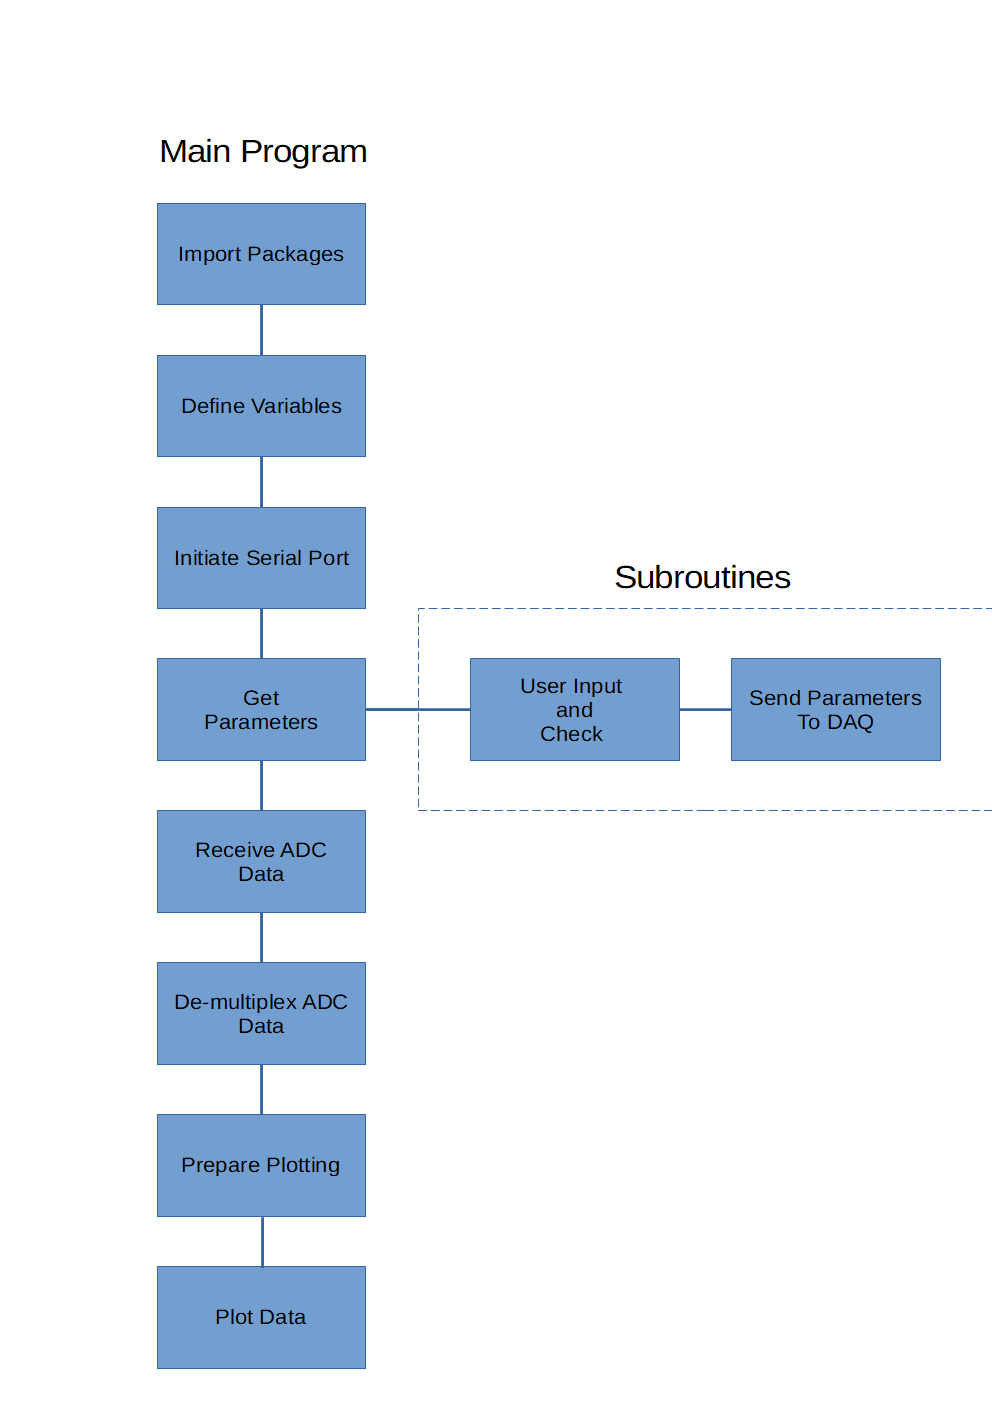 Main Program
Import Packages
Define Variables
Initiate Serial Port
Subroutines
Get
Parameters
User Input
and
Check
Send Parameters
To DAQ
Receive ADC
Data
De-multiplex ADC
Data
Prepare Plotting
Plot Data